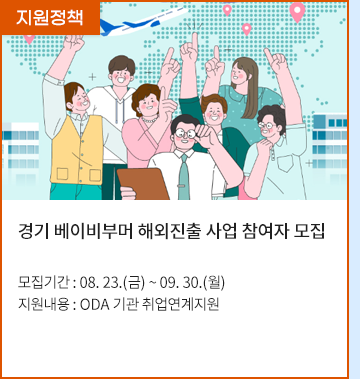 지원정책
경기 베이비부머 해외진출 사업 참여자 모집
모집기간 : 08. 23.(금) ~ 09. 30.(월)
지원내용 : ODA 기관 취업연계지원